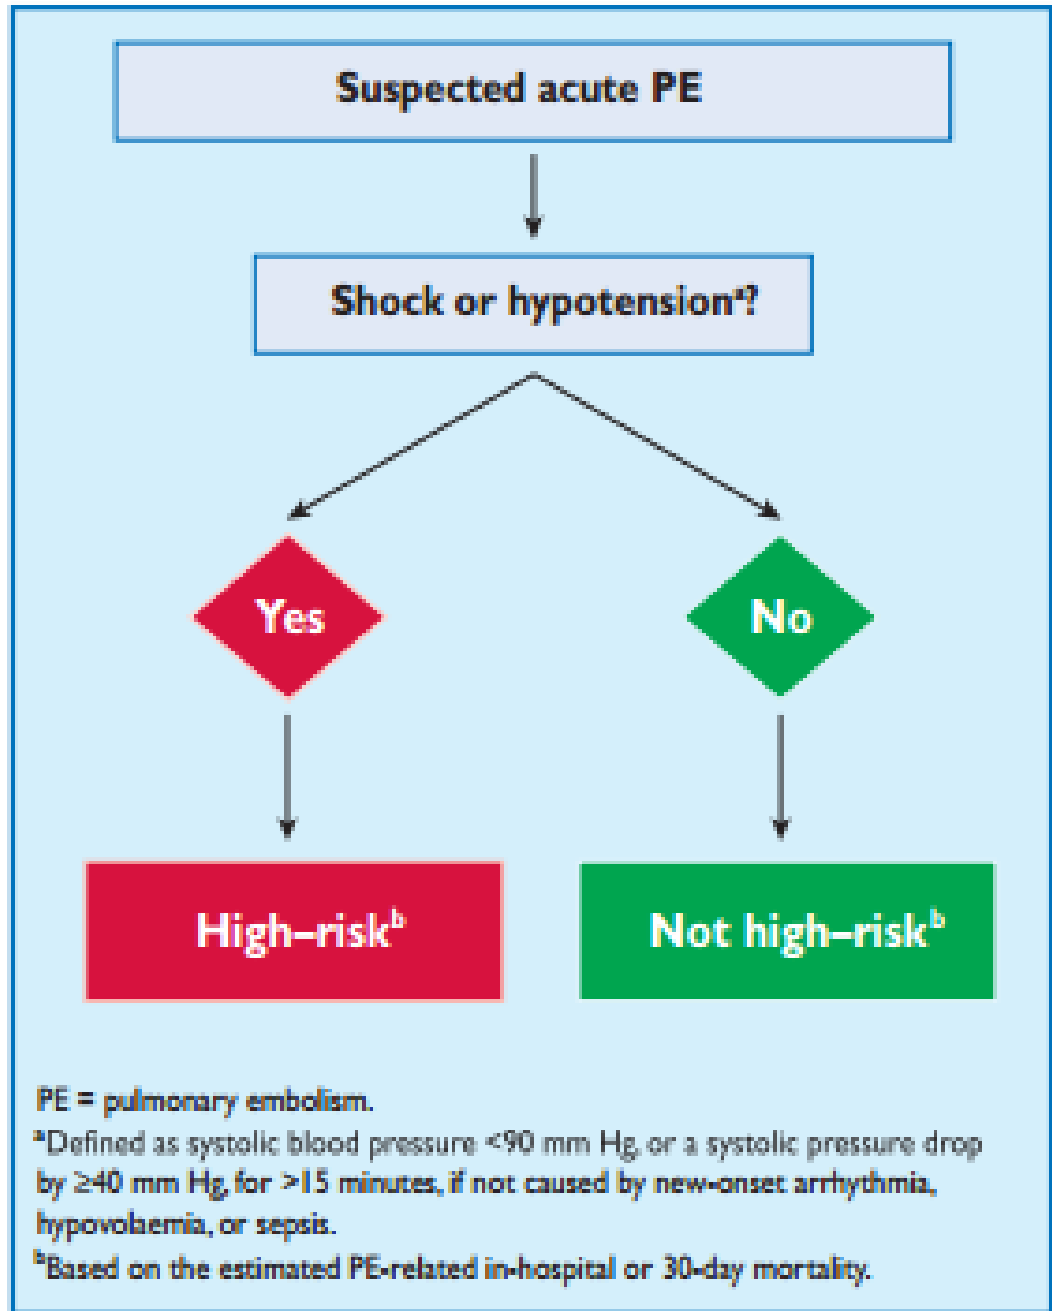 Suspected acute PE
Shock or hypotensionᵃ?
Yes
No
High–riskᵇ
Not high–riskᵇ
PE = pulmonary embolism.
ᵃDefined as systolic blood pressure <90 mm Hg, or a systolic pressure drop
by ≥40 mm Hg, for >15 minutes, if not caused by new-onset arrhythmia,
hypovolaemia, or sepsis.
ᵇBased on the estimated PE-related in-hospital or 30-day mortality.